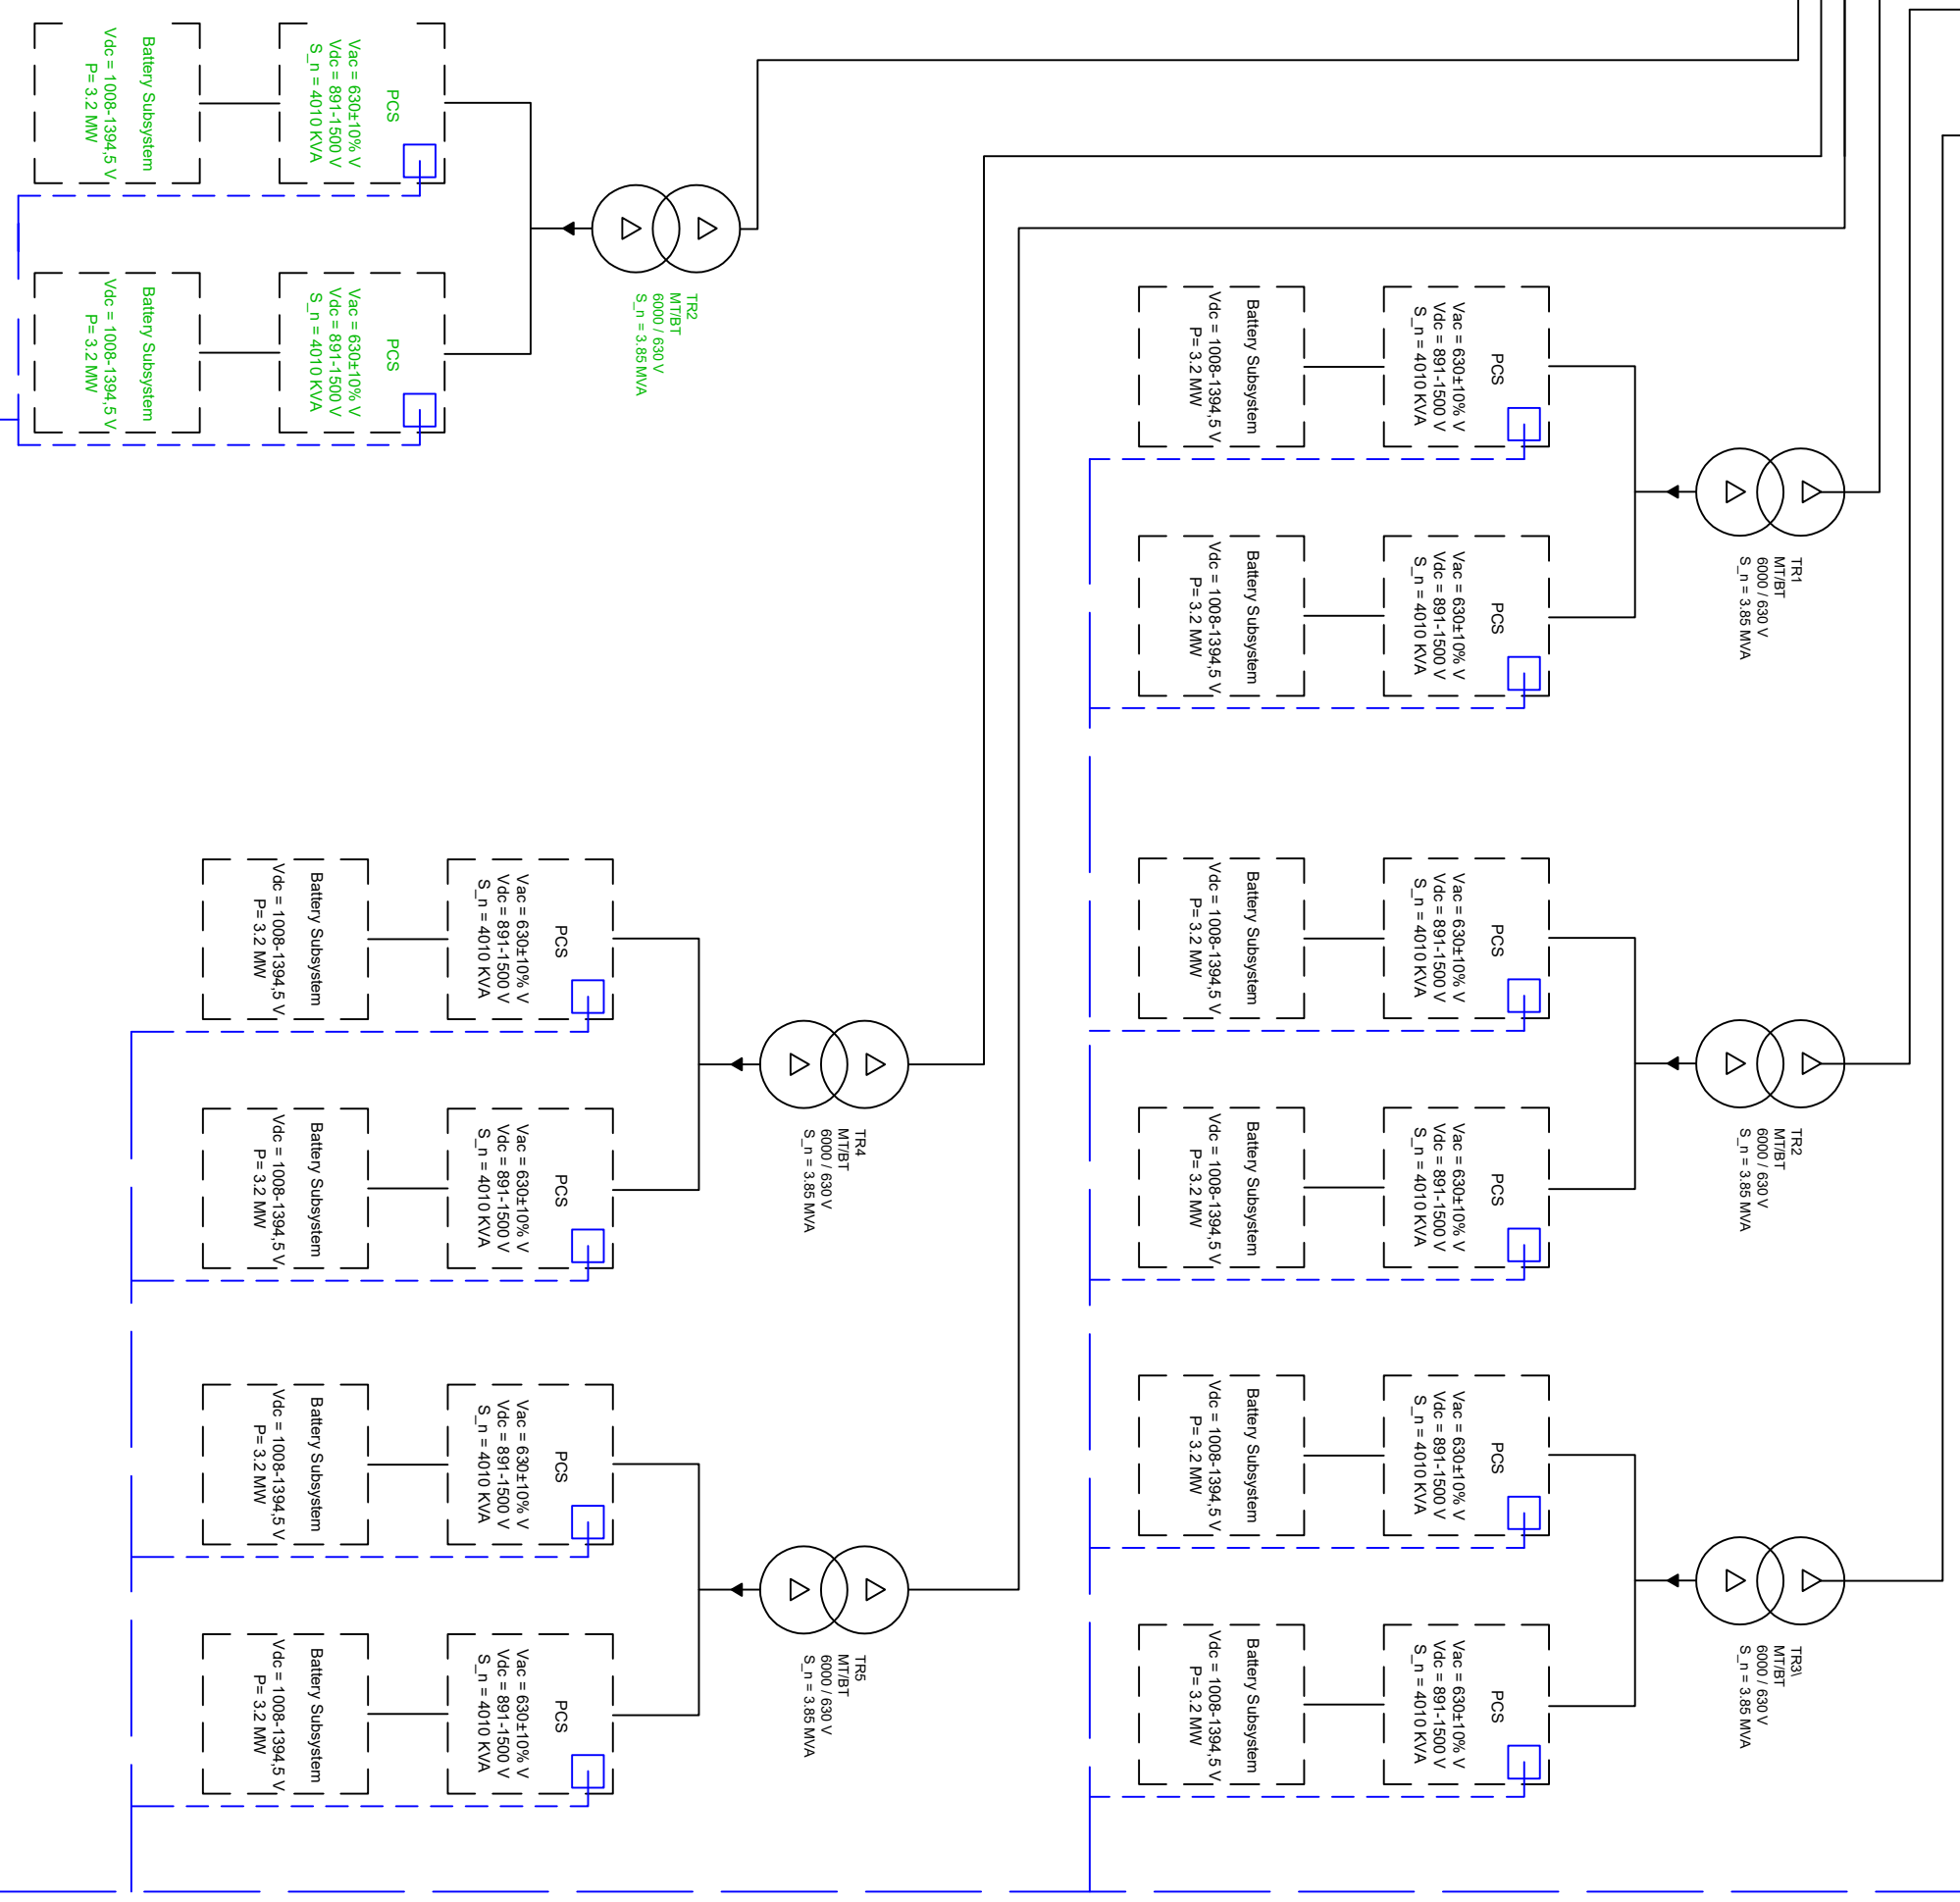 TR1
MT/BT
6000 / 630 V
S_n = 3.85 MVA
PCS
Vac = 630±10% V
Vdc = 891-1500 V
S_n = 4010 KVA
Battery Subsystem
Vdc = 1008-1394,5 V
P= 3.2 MW
PCS
Vac = 630±10% V
Vdc = 891-1500 V
S_n = 4010 KVA
Battery Subsystem
Vdc = 1008-1394,5 V
P= 3.2 MW
TR2
MT/BT
6000 / 630 V
S_n = 3.85 MVA
PCS
Vac = 630±10% V
Vdc = 891-1500 V
S_n = 4010 KVA
Battery Subsystem
Vdc = 1008-1394,5 V
P= 3.2 MW
PCS
Vac = 630±10% V
Vdc = 891-1500 V
S_n = 4010 KVA
Battery Subsystem
Vdc = 1008-1394,5 V
P= 3.2 MW
TR3\
MT/BT
6000 / 630 V
S_n = 3.85 MVA
PCS
Vac = 630±10% V
Vdc = 891-1500 V
S_n = 4010 KVA
Battery Subsystem
Vdc = 1008-1394,5 V
P= 3.2 MW
PCS
Vac = 630±10% V
Vdc = 891-1500 V
S_n = 4010 KVA
Battery Subsystem
Vdc = 1008-1394,5 V
P= 3.2 MW
TR2
MT/BT
6000 / 630 V
S_n = 3.85 MVA
PCS
Vac = 630±10% V
Vdc = 891-1500 V
S_n = 4010 KVA
Battery Subsystem
Vdc = 1008-1394,5 V
P= 3.2 MW
PCS
Vac = 630±10% V
Vdc = 891-1500 V
S_n = 4010 KVA
Battery Subsystem
Vdc = 1008-1394,5 V
P= 3.2 MW
TR4
MT/BT
6000 / 630 V
S_n = 3.85 MVA
PCS
Vac = 630±10% V
Vdc = 891-1500 V
S_n = 4010 KVA
Battery Subsystem
Vdc = 1008-1394,5 V
P= 3.2 MW
PCS
Vac = 630±10% V
Vdc = 891-1500 V
S_n = 4010 KVA
Battery Subsystem
Vdc = 1008-1394,5 V
P= 3.2 MW
TR5
MT/BT
6000 / 630 V
S_n = 3.85 MVA
PCS
Vac = 630±10% V
Vdc = 891-1500 V
S_n = 4010 KVA
Battery Subsystem
Vdc = 1008-1394,5 V
P= 3.2 MW
PCS
Vac = 630±10% V
Vdc = 891-1500 V
S_n = 4010 KVA
Battery Subsystem
Vdc = 1008-1394,5 V
P= 3.2 MW